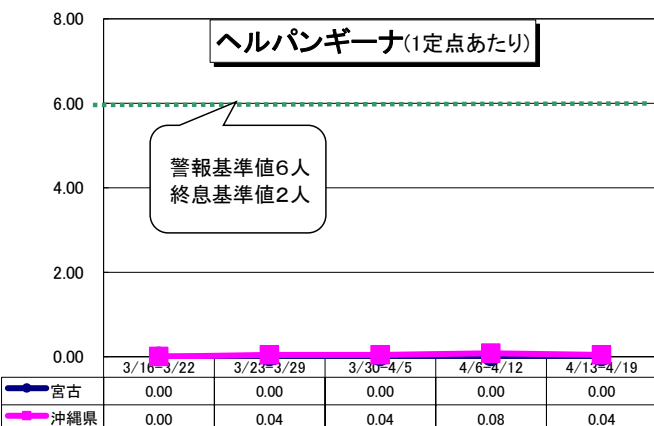 8.00
ヘルパンギーナ(1定点あたり)
6.00
警報基準値6人
終息基準値2人
4.00
2.00
0.00
3/16-3/22 3/23-3/29 3/30-4/5 4/6-4/12 4/13-4/19
宮古 0.00 0.00 0.00 0.00 0.00
沖縄県 0.00 0.04 0.04 0.08 0.04